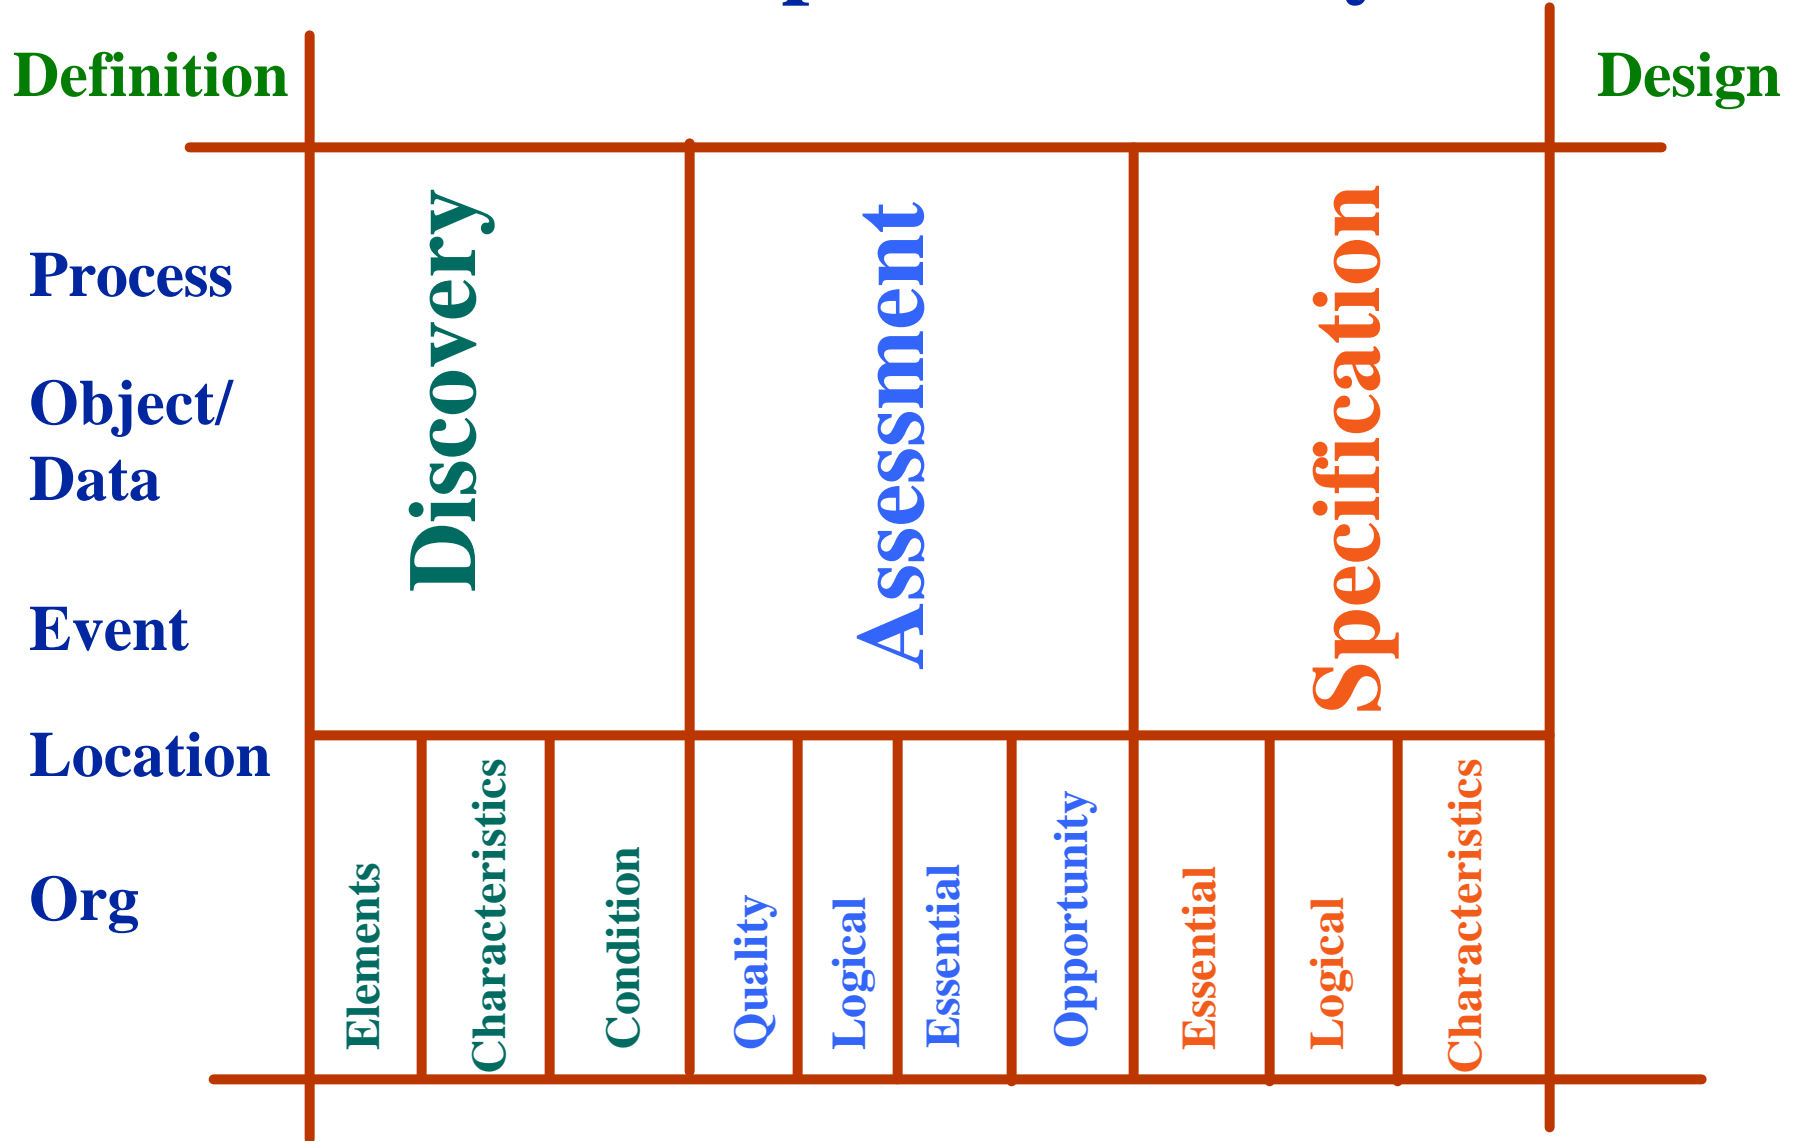 Definition
Design
Process
Object/
Data
Event
Location
Org
Discovery
Assessment
Specification
Elements
Characteristics
Condition
Quality
Logical
Essential
Opportunity
Essential
Logical
Characteristics